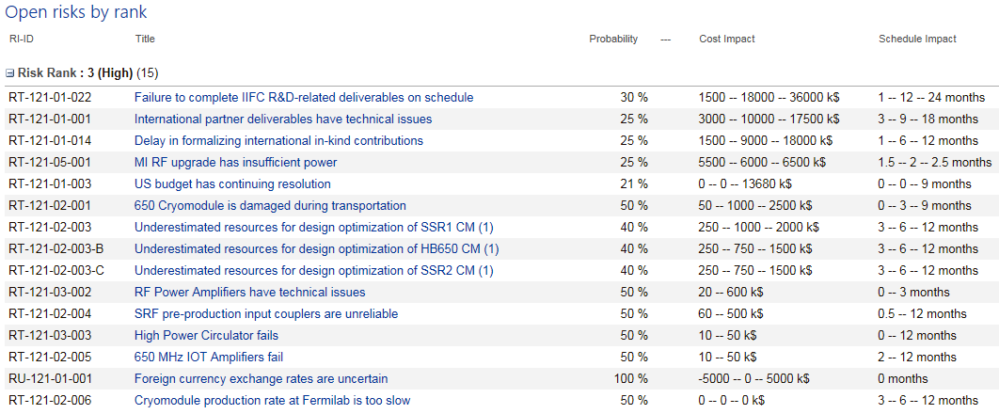 Open risks by rank
RI-ID Title Probability --- Cost Impact Schedule Impact
Risk Rank : 3 (High) (15)
RT-121-01-022 Failure to complete IIFC R&D-related deliverables on schedule 30 % 1500 -- 18000 -- 36000 k$ 1 -- 12 -- 24 months
RT-121-01-001 International partner deliverables have technical issues 25 % 3000 -- 10000 -- 17500 k$ 3 -- 9 -- 18 months
RT-121-01-014 Delay in formalizing international in-kind contributions 25 % 1500 -- 9000 -- 18000 k$ 1 -- 6 -- 12 months
RT-121-05-001 MI RF upgrade has insufficient power 25 % 5500 -- 6000 -- 6500 k$ 1.5 -- 2 -- 2.5 months
RT-121-01-003 US budget has continuing resolution 21 % 0 -- 0 -- 13680 k$ 0 -- 0 -- 9 months
RT-121-02-001 650 Cryomodule is damaged during transportation 50 % 50 -- 1000 -- 2500 k$ 0 -- 3 -- 9 months
RT-121-02-003 Underestimated resources for design optimization of SSR1 CM (1) 40 % 250 -- 1000 -- 2000 k$ 3 -- 6 -- 12 months
RT-121-02-003-B Underestimated resources for design optimization of HB650 CM (1) 40 % 250 -- 750 -- 1500 k$ 3 -- 6 -- 12 months
RT-121-02-003-C Underestimated resources for design optimization of SSR2 CM (1) 40 % 250 -- 750 -- 1500 k$ 3 -- 6 -- 12 months
RT-121-03-002 RF Power Amplifiers have technical issues 50 % 20 -- 600 k$ 0 -- 3 months
RT-121-02-004 SRF pre-production input couplers are unreliable 50 % 60 -- 500 k$ 0.5 -- 12 months
RT-121-03-003 High Power Circulator fails 50 % 10 -- 50 k$ 0 -- 12 months
RT-121-02-005 650 MHz IOT Amplifiers fail 50 % 10 -- 50 k$ 2 -- 12 months
RU-121-01-001 Foreign currency exchange rates are uncertain 100 % -5000 -- 0 -- 5000 k$ 0 months
RT-121-02-006 Cryomodule production rate at Fermilab is too slow 50 % 0 -- 0 -- 0 k$ 3 -- 6 -- 12 months